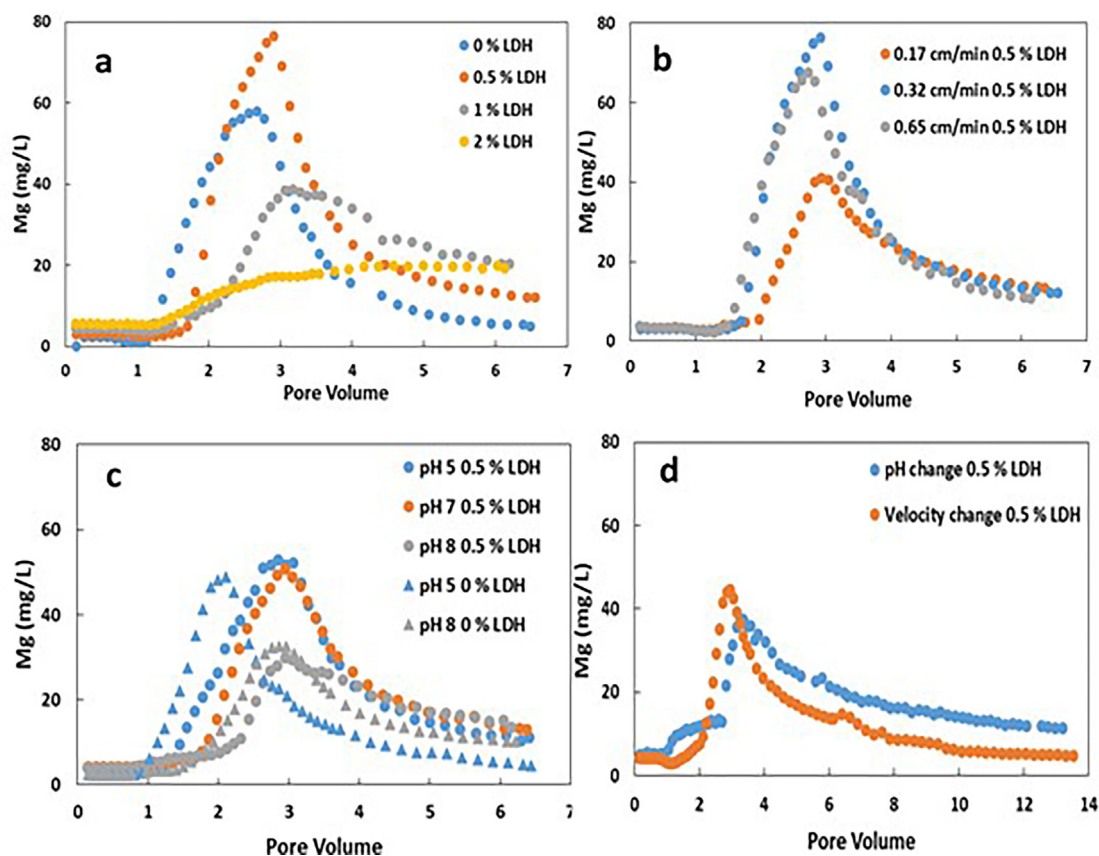 a
80
60
40
20
0
Mg (mg/L)
0 % LDH
0.5 % LDH
1 % LDH
2 % LDH
0 1 2 3 4 5 6 7
Pore Volume
b
80
60
40
20
0
Mg (mg/L)
0.17 cm/min 0.5 % LDH
0.32 cm/min 0.5 % LDH
0.65 cm/min 0.5 % LDH
0 1 2 3 4 5 6 7
Pore Volume
c
80
60
40
20
0
Mg (mg/L)
pH 5 0.5 % LDH
pH 7 0.5 % LDH
pH 8 0.5 % LDH
pH 5 0 % LDH
pH 8 0 % LDH
0 1 2 3 4 5 6 7
Pore Volume
d
80
60
40
20
0
Mg (mg/L)
pH change 0.5 % LDH
Velocity change 0.5 % LDH
0 2 4 6 8 10 12 14
Pore Volume